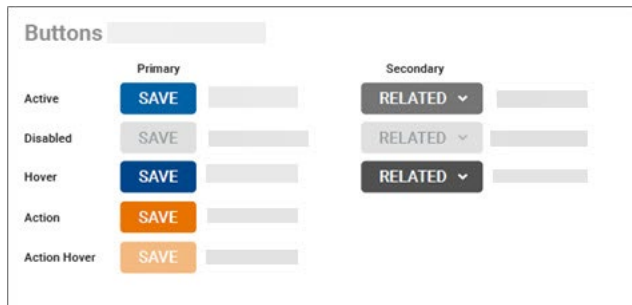 Buttons
Primary Secondary
Active SAVE RELATED
Disabled SAVE RELATED
Hover SAVE RELATED
Action SAVE
Action Hover SAVE